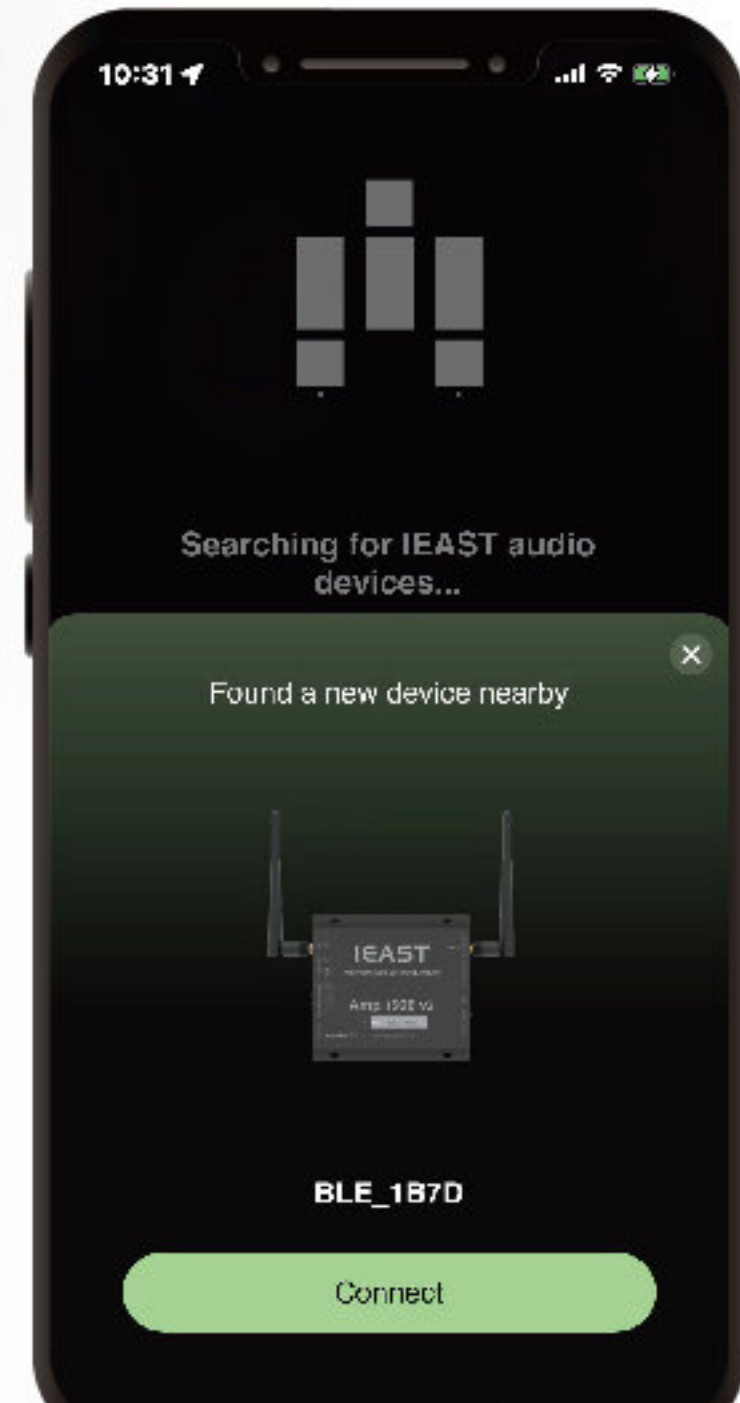 10:31
Searching for IEAST audio
devices...
Found a new device nearby
IEAST
BLE_1B7D
Connect